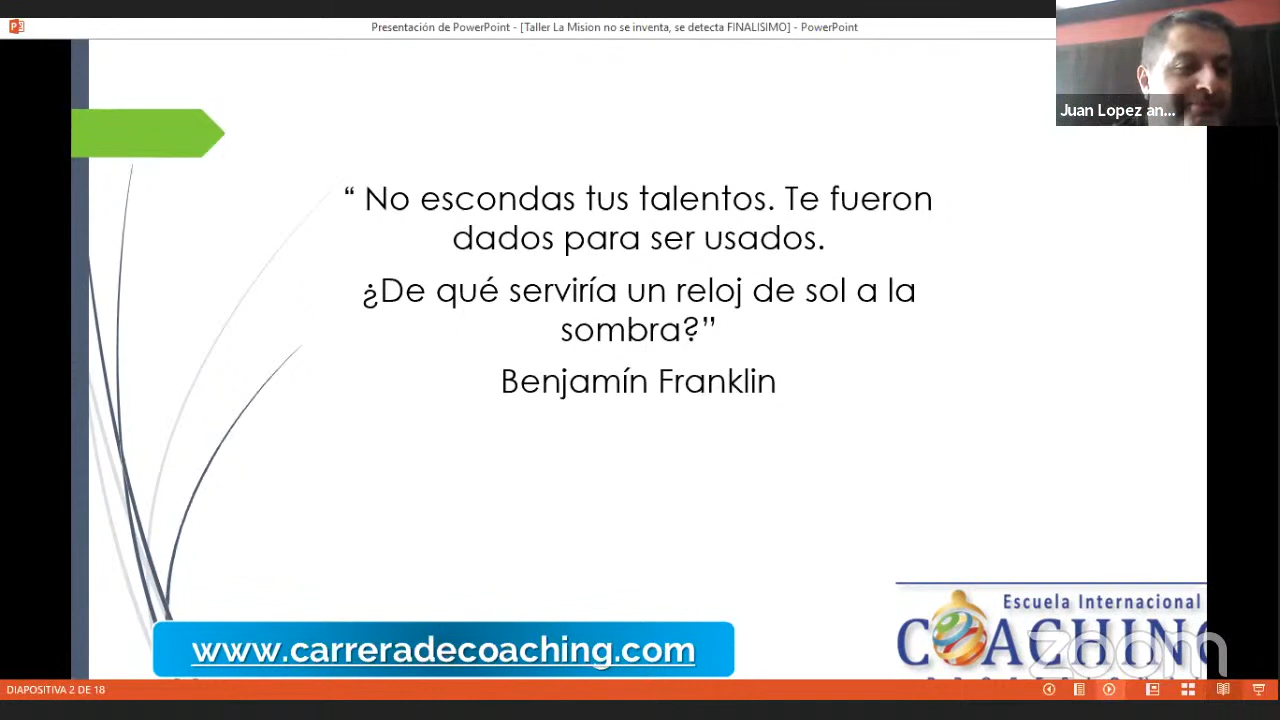 Presentación de PowerPoint - [Taller La Mision no se inventa, se detecta FINALISIMO] - PowerPoint
Juan Lopez an...
“ No escondas tus talentos. Te fueron
dados para ser usados.
¿De qué serviría un reloj de sol a la
sombra?”
Benjamín Franklin
Escuela Internacional
COACHING
zoom
www.carreradecoaching.com
DIAPOSITIVA 2 DE 18